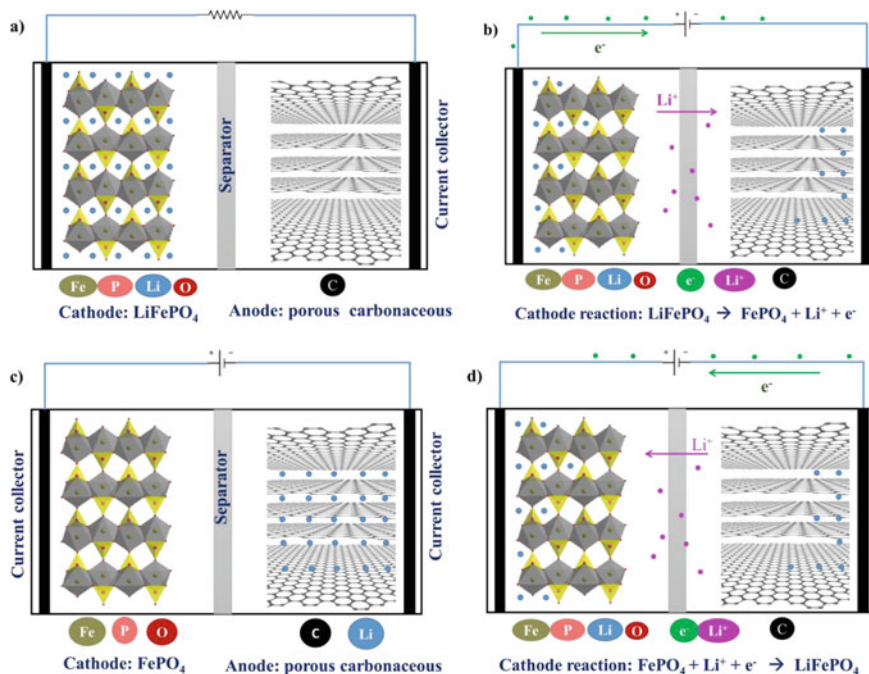 a)
Separator
Current collector
Fe P Li O
C
Cathode: LiFePO₄
Anode: porous carbonaceous
b)
+ −
e⁻
Li⁺
Fe P Li O e⁻ Li⁺ C
Cathode reaction: LiFePO₄ → FePO₄ + Li⁺ + e⁻
c)
+ −
Current collector
Separator
Current collector
Fe P O
C Li
Cathode: FePO₄
Anode: porous carbonaceous
d)
+ −
e⁻
Li⁺
Fe P Li O e⁻ Li⁺ C
Cathode reaction: FePO₄ + Li⁺ + e⁻ → LiFePO₄